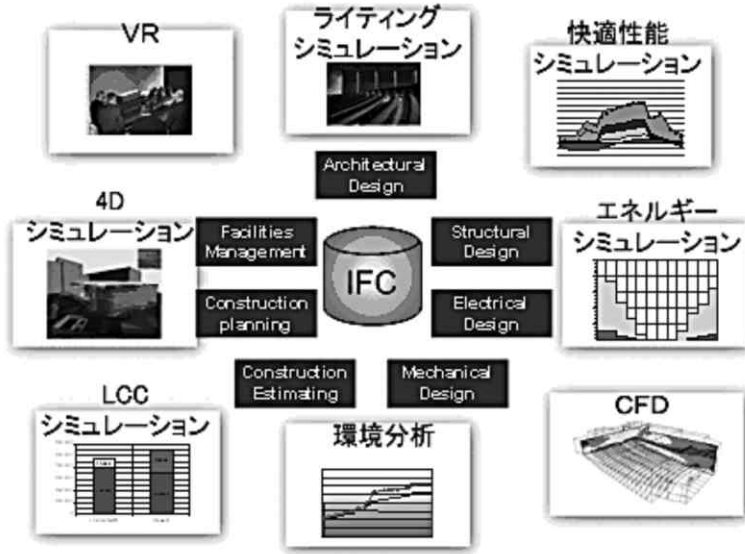 VR
ライティング
シミュレーション
快適性能
シミュレーション
Architectural
Design
4D
シミュレーション
Facilities
Management
IFC
Structural
Design
エネルギー
シミュレーション
Construction
planning
Electrical
Design
Construction
Estimating
Mechanical
Design
LCC
シミュレーション
環境分析
CFD